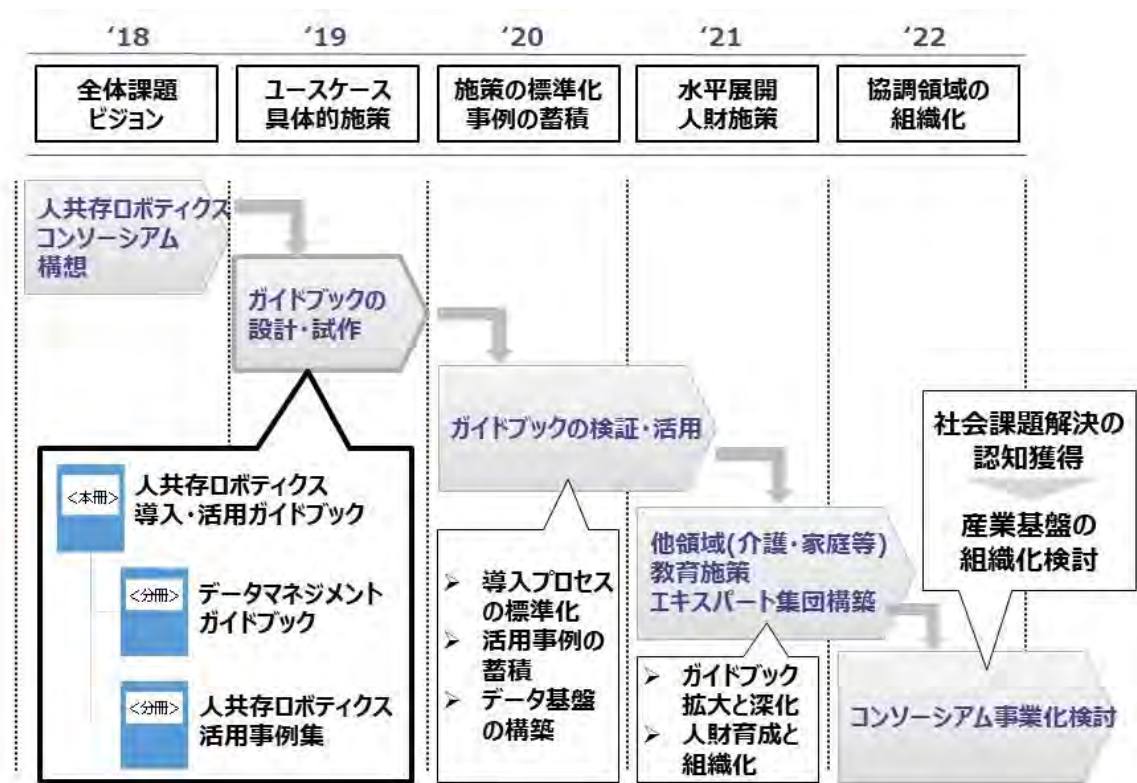 ‘18
‘19
‘20
‘21
‘22
全体課題
ビジョン
ユースケース
具体的施策
施策の標準化
事例の蓄積
水平展開
人財施策
協調領域の
組織化
人共存ロボティクス
コンソーシアム
構想
ガイドブックの
設計・試作
ガイドブックの検証・活用
他領域(介護・家庭等)
教育施策
エキスパート集団構築
コンソーシアム事業化検討
<本冊>
人共存ロボティクス
導入・活用ガイドブック
<分冊>
データマネジメント
ガイドブック
<分冊>
人共存ロボティクス
活用事例集
➢ 導入プロセス
の標準化
➢ 活用事例の
蓄積
➢ データ基盤
の構築
➢ ガイドブック
拡大と深化
➢ 人財育成と
組織化
社会課題解決の
認知獲得
産業基盤の
組織化検討